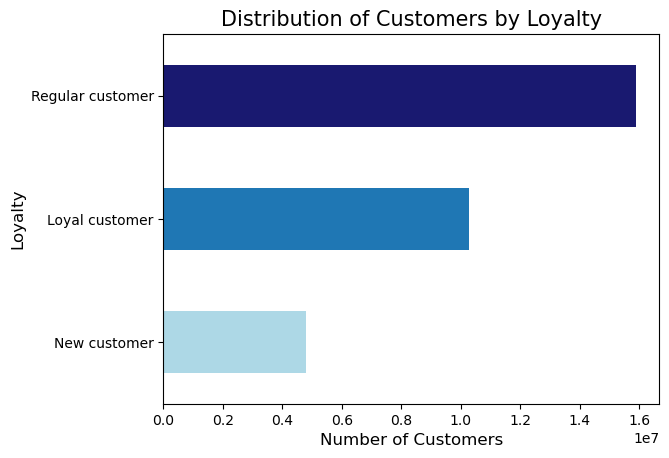 Distribution of Customers by Loyalty
Regular customer
Loyal customer
New customer
Loyalty
0.0 0.2 0.4 0.6 0.8 1.0 1.2 1.4 1.6
1e7
Number of Customers